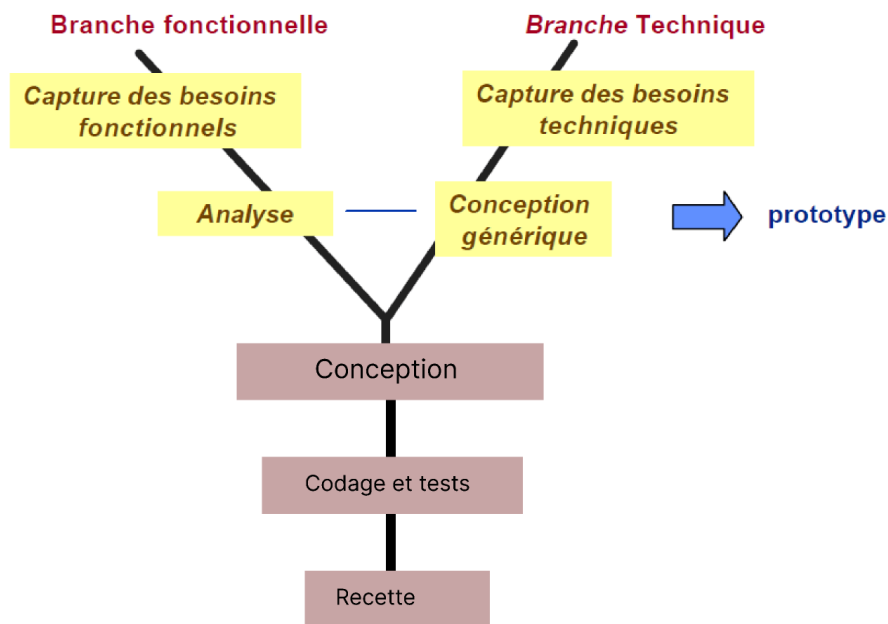 Branche fonctionnelle
Branche Technique
Capture des besoins
fonctionnels
Capture des besoins
techniques
Analyse
Conception
générique
prototype
Conception
Codage et tests
Recette